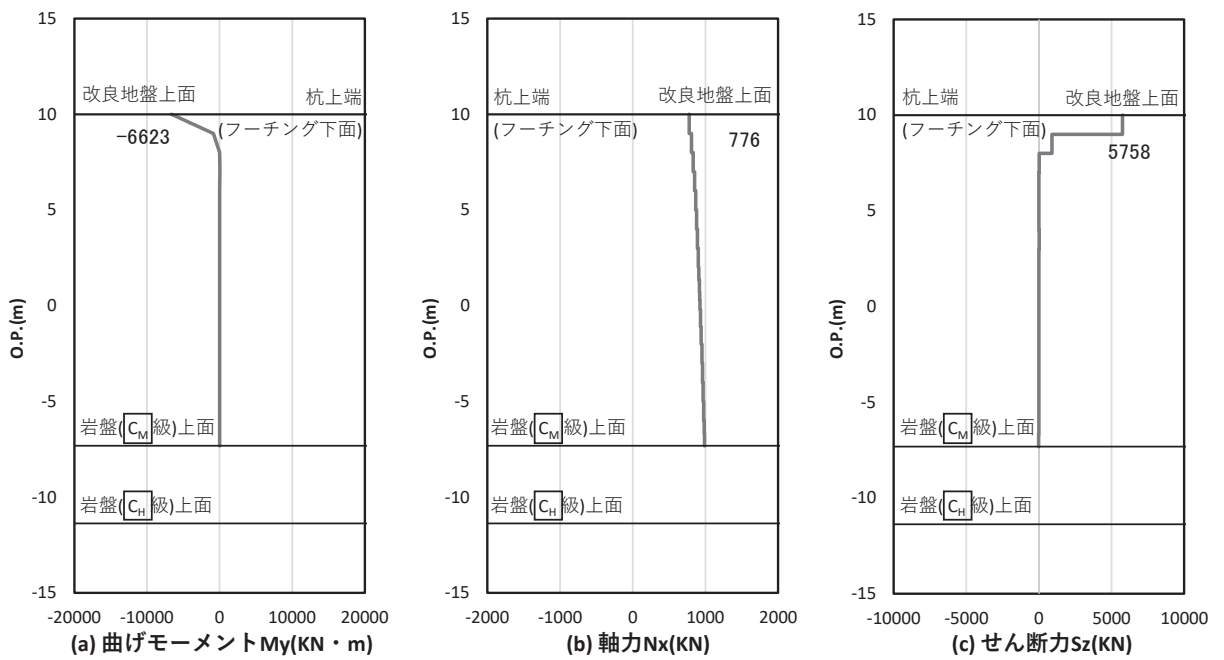 15
10
5
0
-5
-10
-15
O.P.(m)
改良地盤上面
杭上端
(フーチング下面)
−6623
岩盤(CM級)上面
岩盤(CH級)上面
-20000 -10000 0 10000 20000
(a) 曲げモーメントMy(KN・m)
15
10
5
0
-5
-10
-15
O.P.(m)
杭上端
改良地盤上面
(フーチング下面)
776
岩盤(CM級)上面
岩盤(CH級)上面
-2000 -1000 0 1000 2000
(b) 軸力Nx(KN)
15
10
5
0
-5
-10
-15
O.P.(m)
杭上端
改良地盤上面
(フーチング下面)
5758
岩盤(CM級)上面
岩盤(CH級)上面
-10000 -5000 0 5000 10000
(c) せん断力Sz(KN)